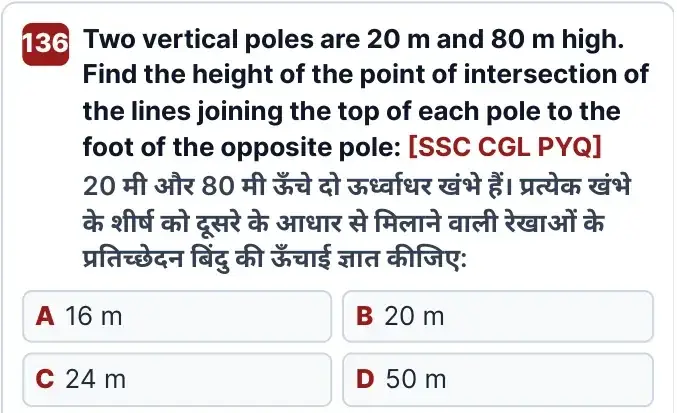 136 Two vertical poles are 20 m and 80 m high.
Find the height of the point of intersection of
the lines joining the top of each pole to the
foot of the opposite pole: [SSC CGL PYQ]
20 मी और 80 मी ऊँचे दो ऊर्ध्वाधर खंभे हैं। प्रत्येक खंभे
के शीर्ष को दूसरे के आधार से मिलाने वाली रेखाओं के
प्रतिच्छेदन बिंदु की ऊँचाई ज्ञात कीजिए:
A 16 m
B 20 m
C 24 m
D 50 m